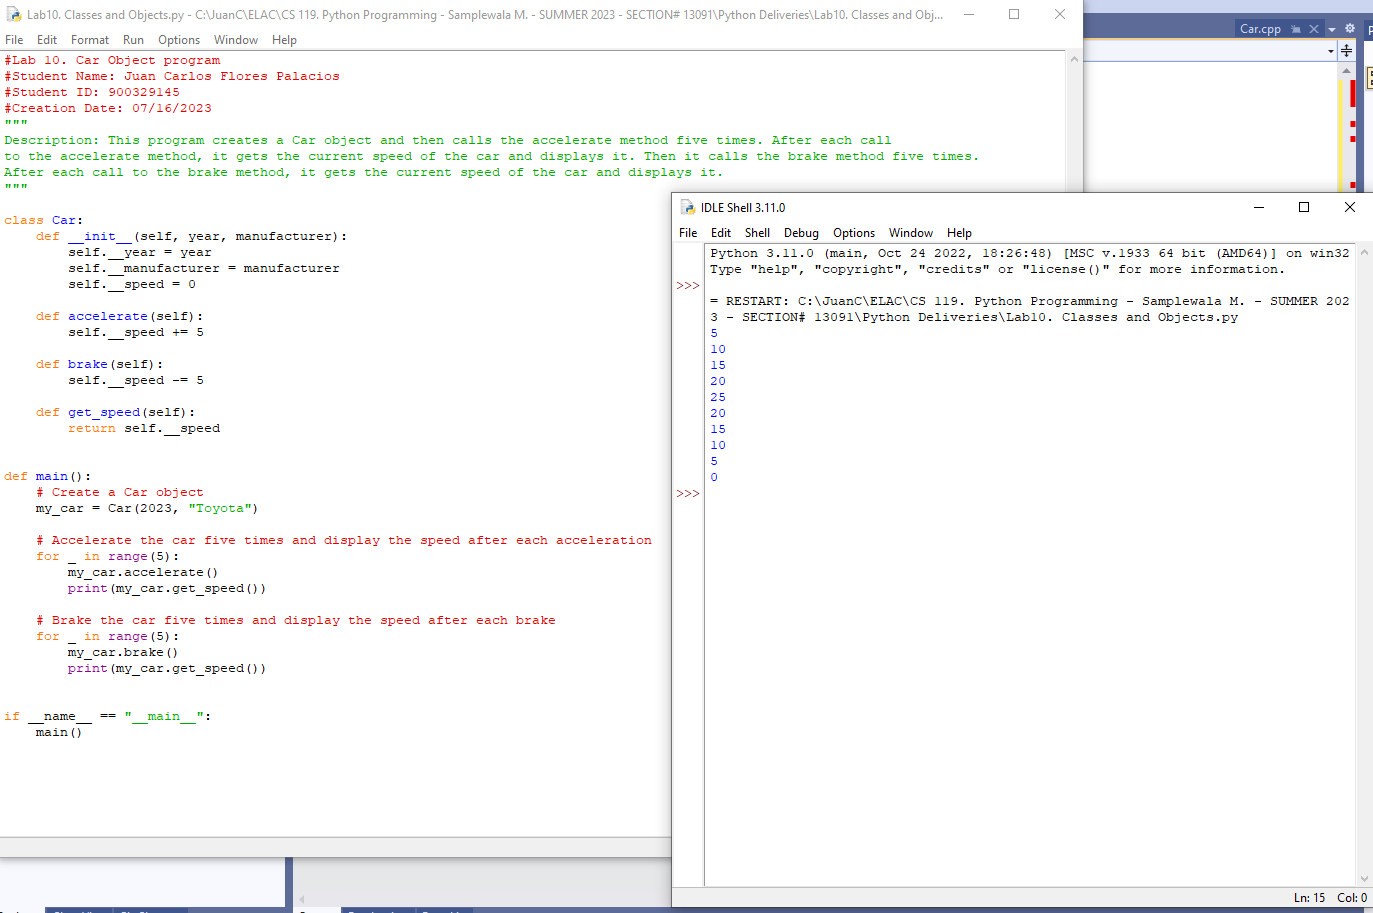 Lab10. Classes and Objects.py - C:\JuanC\ELAC\CS 119. Python Programming - Samplewala M. - SUMMER 2023 - SECTION# 13091\Python Deliveries\Lab10. Classes and Obj...
File Edit Format Run Options Window Help
#Lab 10. Car Object program
#Student Name: Juan Carlos Flores Palacios
#Student ID: 900329145
#Creation Date: 07/16/2023
"""
Description: This program creates a Car object and then calls the accelerate method five times. After each call
to the accelerate method, it gets the current speed of the car and displays it. Then it calls the brake method five times.
After each call to the brake method, it gets the current speed of the car and displays it.
"""
class Car:
    def __init__(self, year, manufacturer):
        self.__year = year
        self.__manufacturer = manufacturer
        self.__speed = 0
    def accelerate(self):
        self.__speed += 5
    def brake(self):
        self.__speed -= 5
    def get_speed(self):
        return self.__speed
def main():
    # Create a Car object
    my_car = Car(2023, "Toyota")
    # Accelerate the car five times and display the speed after each acceleration
    for _ in range(5):
        my_car.accelerate()
        print(my_car.get_speed())
    # Brake the car five times and display the speed after each brake
    for _ in range(5):
        my_car.brake()
        print(my_car.get_speed())
if __name__ == "__main__":
    main()
Car.cpp
IDLE Shell 3.11.0
File Edit Shell Debug Options Window Help
Python 3.11.0 (main, Oct 24 2022, 18:26:48) [MSC v.1933 64 bit (AMD64)] on win32
Type "help", "copyright", "credits" or "license()" for more information.
>>>
= RESTART: C:\JuanC\ELAC\CS 119. Python Programming - Samplewala M. - SUMMER 202
3 - SECTION# 13091\Python Deliveries\Lab10. Classes and Objects.py
5
10
15
20
25
20
15
10
5
0
>>>
Ln: 15 Col: 0